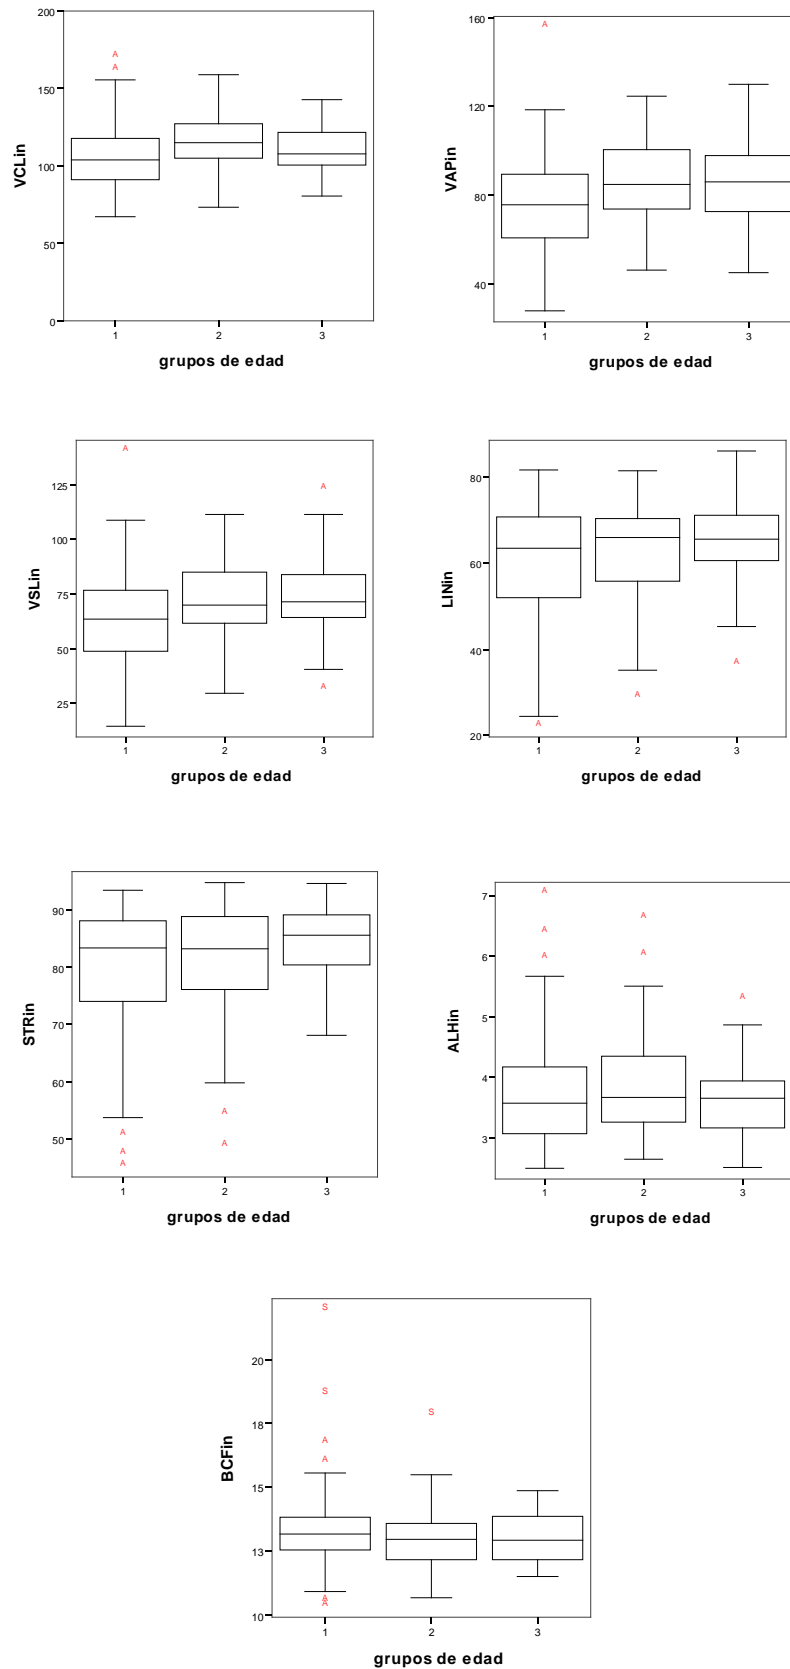 200
A
A
150
100
50
0
VCLin
1 2 3
grupos de edad
160
A
120
80
40
VAPin
1 2 3
grupos de edad
A
125
A
100
75
50
A
25
VSLin
1 2 3
grupos de edad
80
60
40
A
A
A
20
LINin
1 2 3
grupos de edad
90
80
70
60
A
50
A
A
A
A
STRin
1 2 3
grupos de edad
7
A
A
A
A
6
A
A
5
4
3
ALHin
1 2 3
grupos de edad
S
20
S
18
S
A
A
15
13
A
A
10
BCFin
1 2 3
grupos de edad